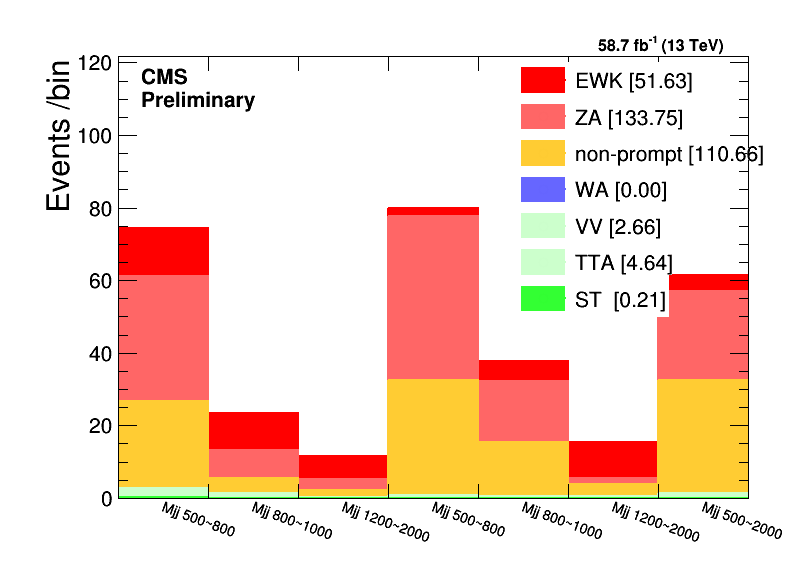 58.7 fb⁻¹ (13 TeV)
CMS
Preliminary
Events /bin
120
100
80
60
40
20
0
EWK [51.63]
ZA [133.75]
non-prompt [110.66]
WA [0.00]
VV [2.66]
TTA [4.64]
ST [0.21]
Mjj 500~800
Mjj 800~1000
Mjj 1200~2000
Mjj 500~800
Mjj 800~1000
Mjj 1200~2000
Mjj 500~2000